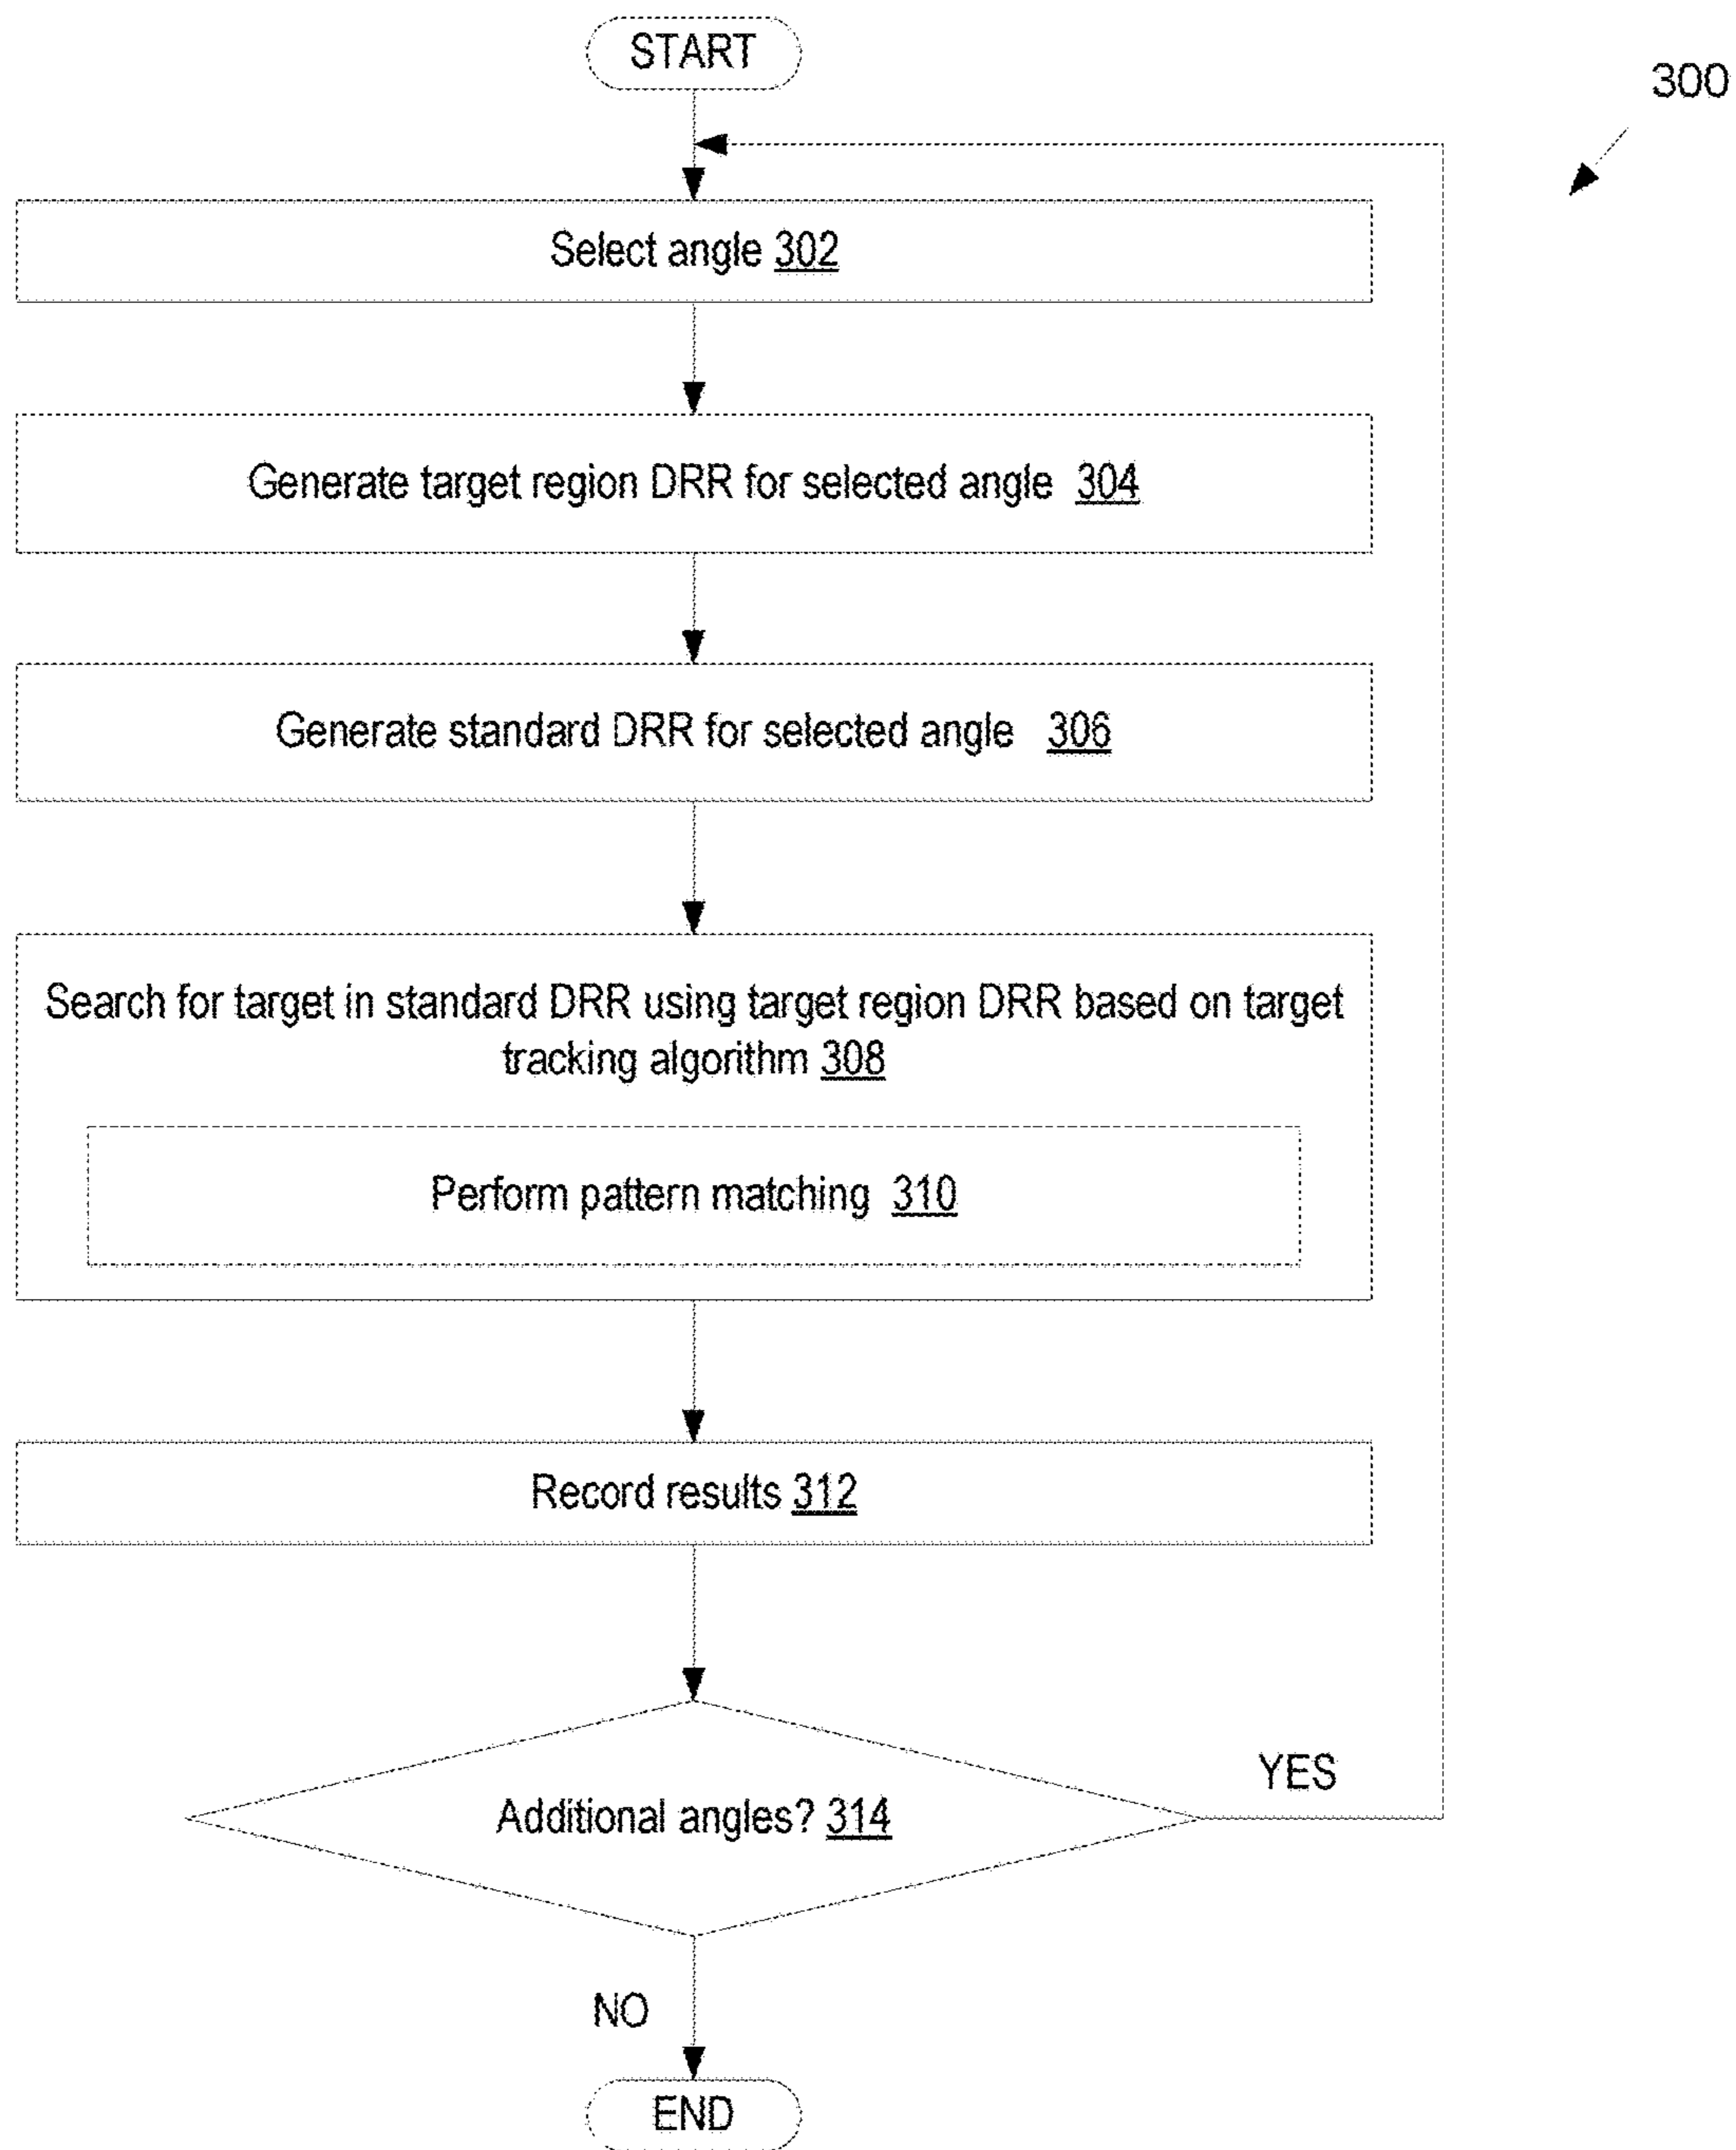 START
300
Select angle 302
Generate target region DRR for selected angle 304
Generate standard DRR for selected angle 306
Search for target in standard DRR using target region DRR based on target
tracking algorithm 308
Perform pattern matching 310
Record results 312
Additional angles? 314
YES
NO
END